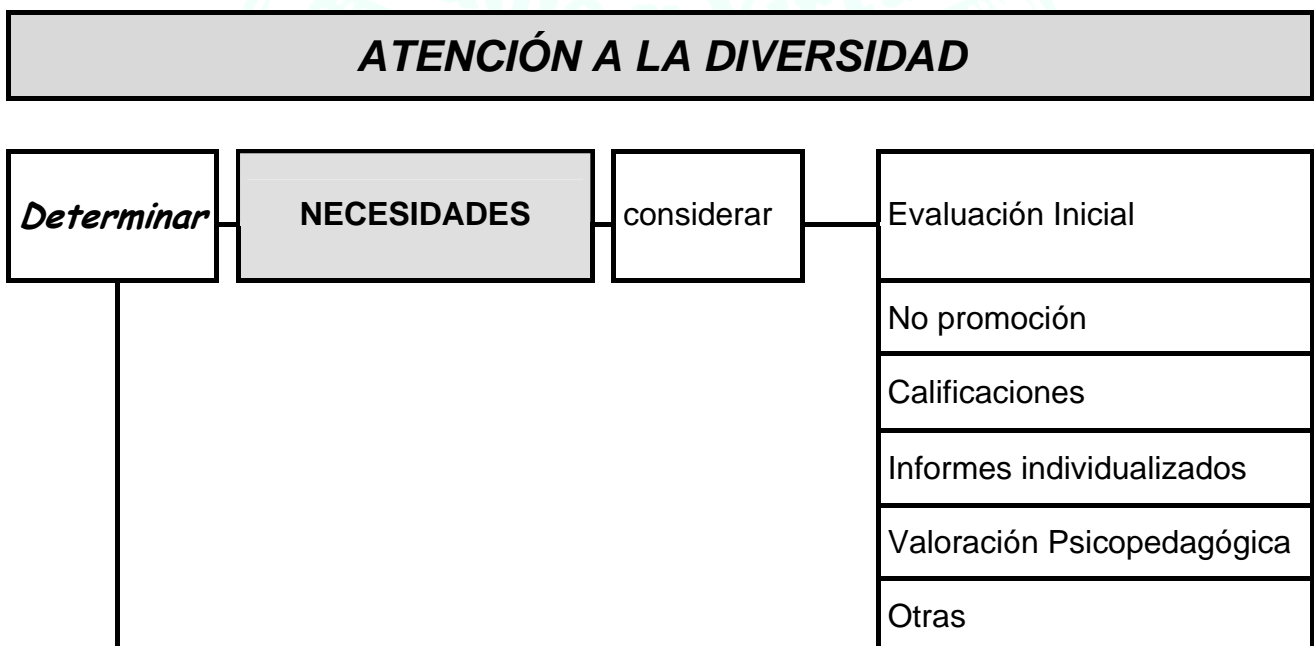 ATENCIÓN A LA DIVERSIDAD
Determinar
NECESIDADES
considerar
Evaluación Inicial
No promoción
Calificaciones
Informes individualizados
Valoración Psicopedagógica
Otras